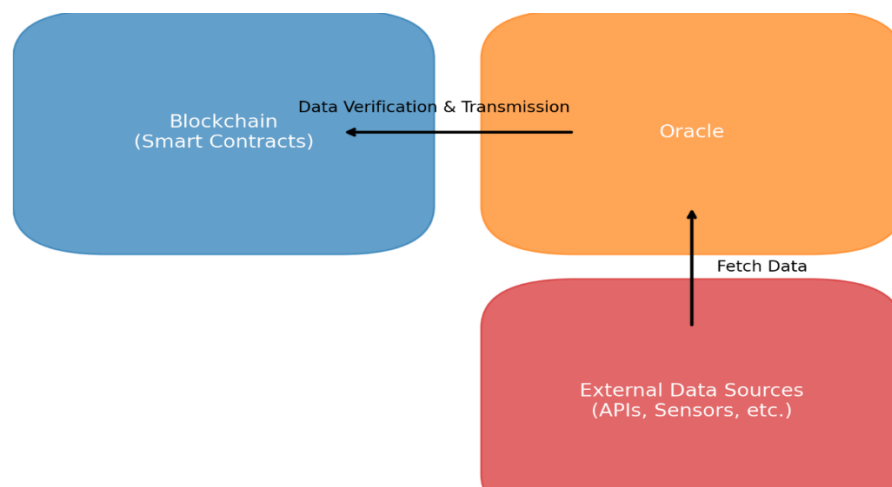 Data Verification & Transmission
Blockchain
(Smart Contracts)
Oracle
Fetch Data
External Data Sources
(APIs, Sensors, etc.)